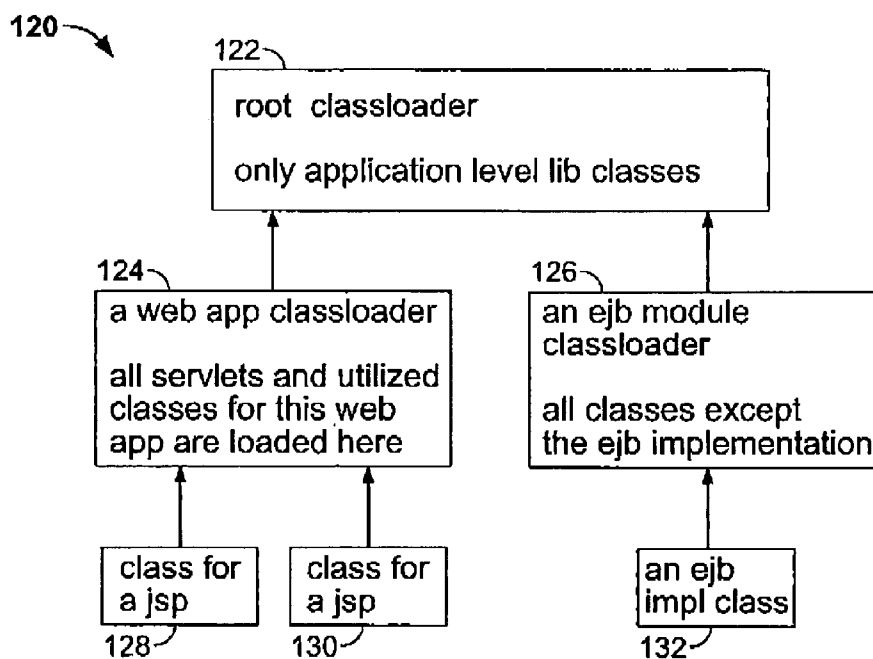 120
122
root classloader
only application level lib classes
124
a web app classloader
all servlets and utilized
classes for this web
app are loaded here
126
an ejb module
classloader
all classes except
the ejb implementation
class for
a jsp
128
class for
a jsp
130
an ejb
impl class
132